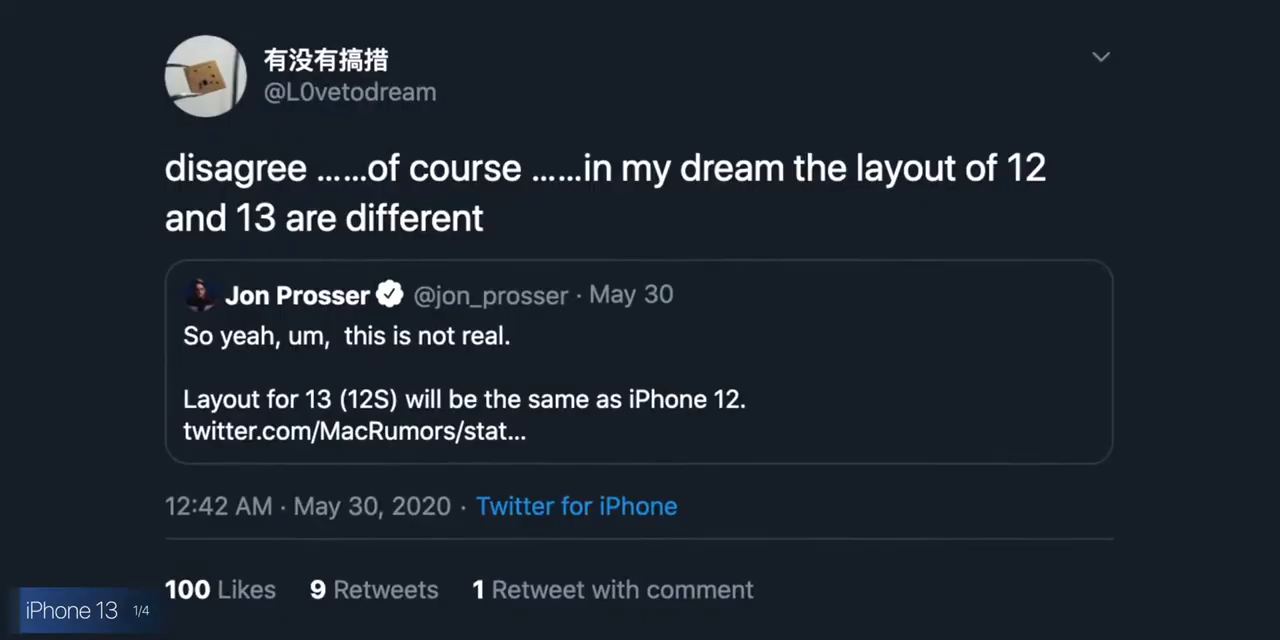 有没有搞措
@L0vetodream
disagree ......of course ......in my dream the layout of 12
and 13 are different
Jon Prosser @jon_prosser · May 30
So yeah, um,  this is not real.
Layout for 13 (12S) will be the same as iPhone 12.
twitter.com/MacRumors/stat...
12:42 AM · May 30, 2020 · Twitter for iPhone
100 Likes 9 Retweets 1 Retweet with comment
iPhone 13 1/4